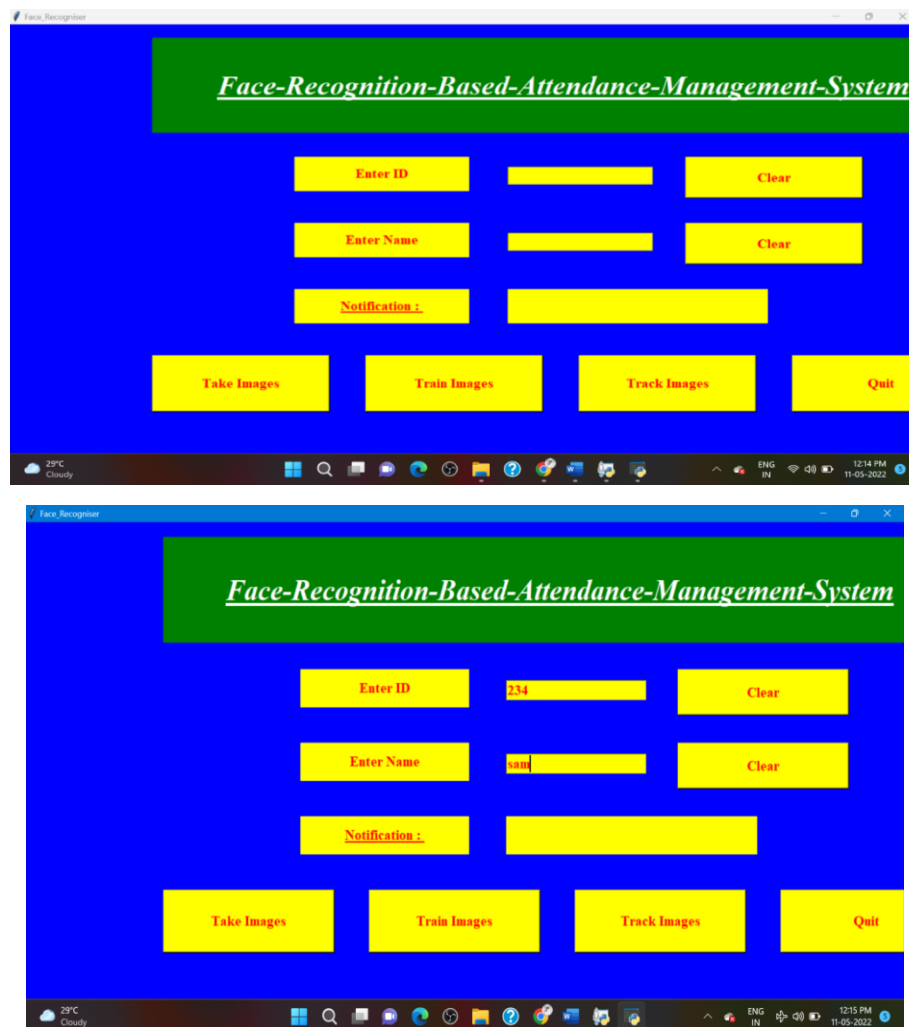 Face_Recogniser
Face-Recognition-Based-Attendance-Management-System
Enter ID Clear
Enter Name Clear
Notification :
Take Images Train Images Track Images Quit
29°C
Cloudy
ENG
IN
12:14 PM
11-05-2022
5
Face_Recogniser
Face-Recognition-Based-Attendance-Management-System
Enter ID 234 Clear
Enter Name sam Clear
Notification :
Take Images Train Images Track Images Quit
29°C
Cloudy
ENG
IN
12:15 PM
11-05-2022
5